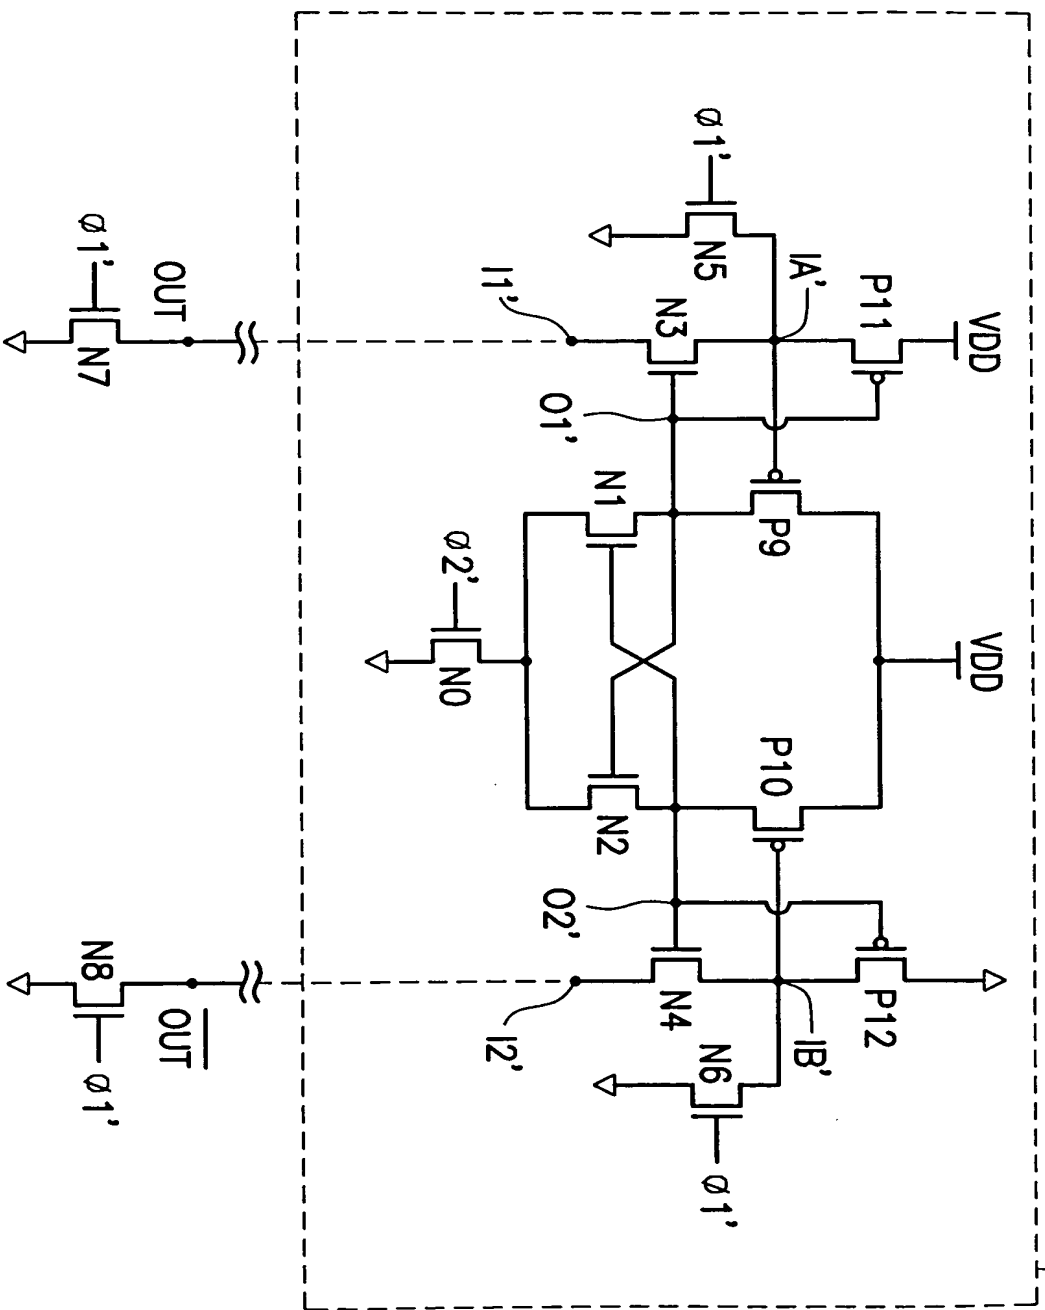 VDD
VDD
P11
IA'
ø1'
N5
P9
P10
P12
IB'
N3
I1'
O1'
N1
N2
O2'
N4
I2'
N6
ø1'
ø2'
N0
OUT
ø1'
N7
OUT
N8
ø1'